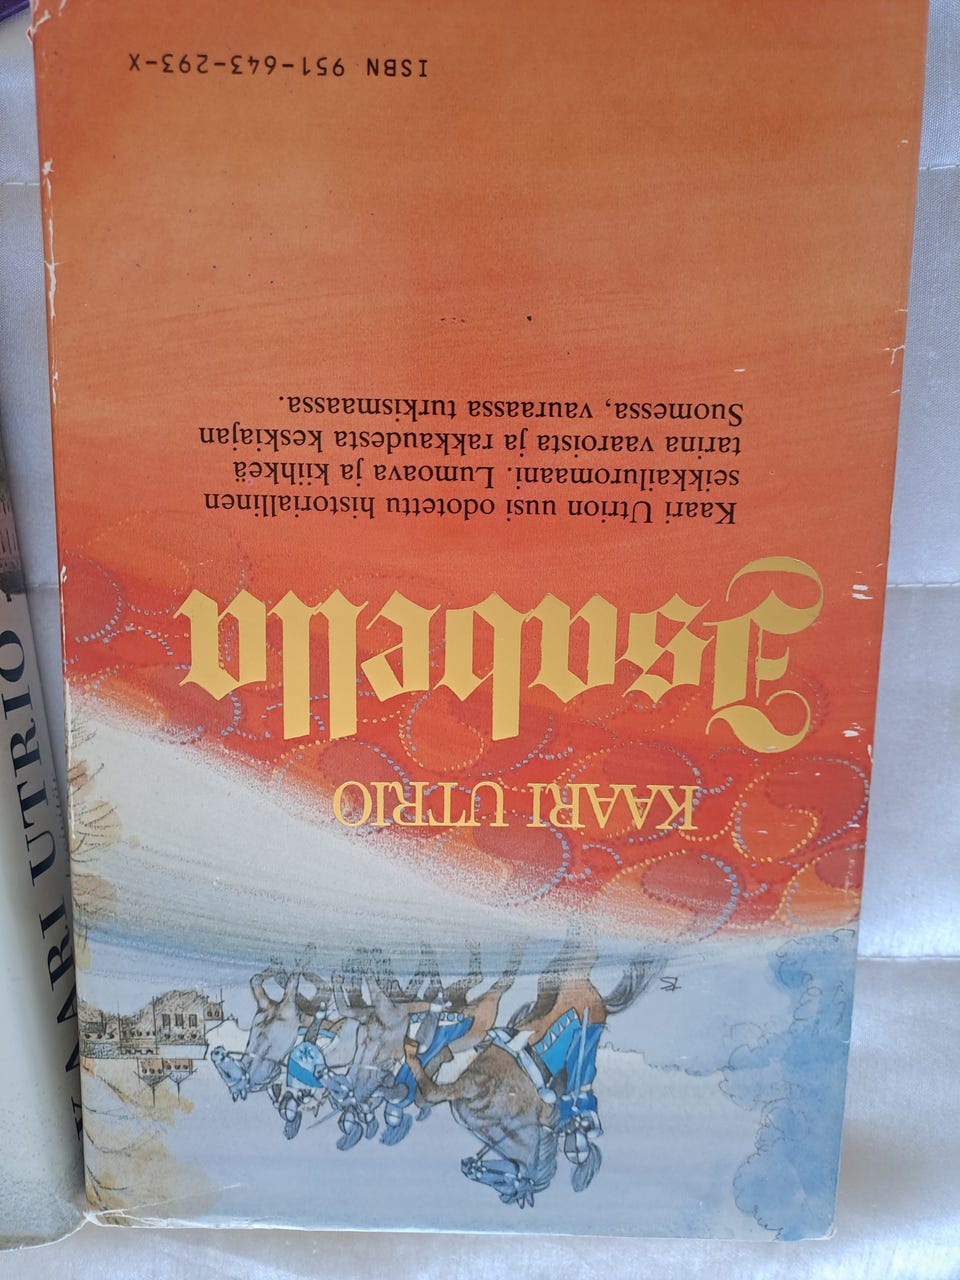 KAARI UTRIO
Isabella
Kaari Utrion uusi odotettu historiallinen
seikkailuromaani. Lumoava ja kiihkeä
tarina vaaroista ja rakkaudesta keskiajan
Suomessa, vauraassa turkismaassa.
ISBN 951-643-293-X
KAARI UTRIO